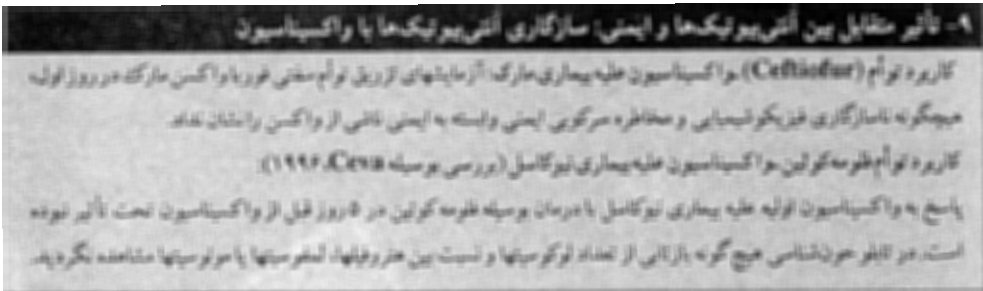 ۹- تأثیر متقابل بین آنتی‌بیوتیک‌ها و ایمنی: سازگاری آنتی‌بیوتیک‌ها با واکسیناسیون
کاربرد توأم (Ceftiofur) ـ واکسیناسیون علیه بیماری مارک: آزمایشهای تزریق توأم سفتی فور با واکسن مارک در روز اول،
هیچگونه ناسازگاری فیزیکوشیمیایی و مخاطره سرکوبی ایمنی وابسته به ایمنی ناشی از واکسن را نشان نداد.
کاربرد توأم فلومه‌کوئین ـ واکسیناسیون علیه بیماری نیوکاسل (بررسی بوسیله Ceva، ۱۹۹۶):
پاسخ به واکسیناسیون اولیه علیه بیماری نیوکاسل با درمان بوسیله فلومه کوئین در ۵ روز قبل از واکسیناسیون تحت تأثیر نبوده
است. در تابلو خون‌شناسی هیچ گونه بازتابی از تعداد لوکوسیتها و نسبت بین هتروفیلها، لنفوسیتها یا مونوسیتها مشاهده نگردید.